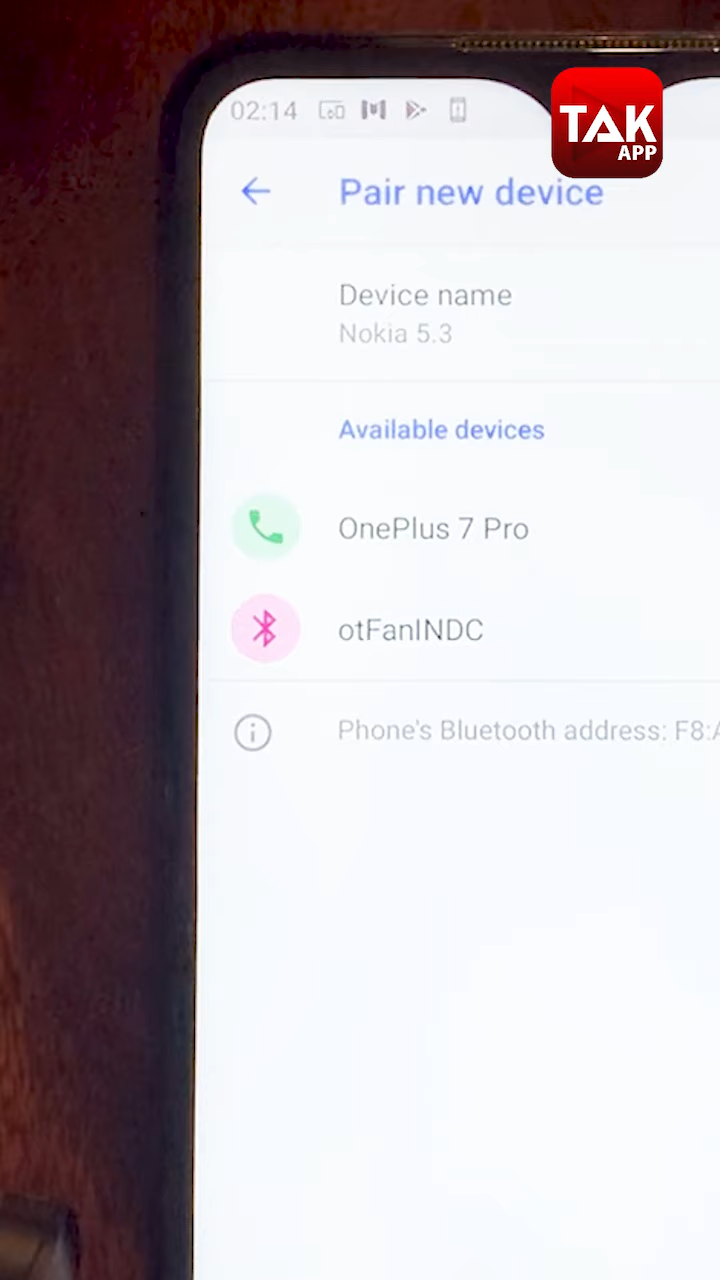 02:14
TAK
APP
Pair new device
Device name
Nokia 5.3
Available devices
OnePlus 7 Pro
otFanINDC
Phone's Bluetooth address: F8:A